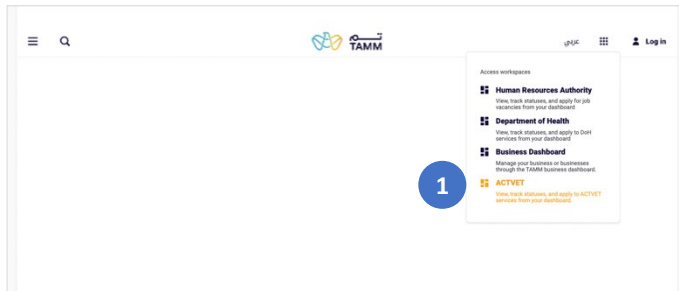 تـــم
TAMM
عربي
Log in
Access workspaces
Human Resources Authority
View, track statuses, and apply for job
vacancies from your dashboard
Department of Health
View, track statuses, and apply to DoH
services from your dashboard
Business Dashboard
Manage your business or businesses
through the TAMM business dashboard.
1
ACTVET
View, track statuses, and apply to ACTVET
services from your dashboard.